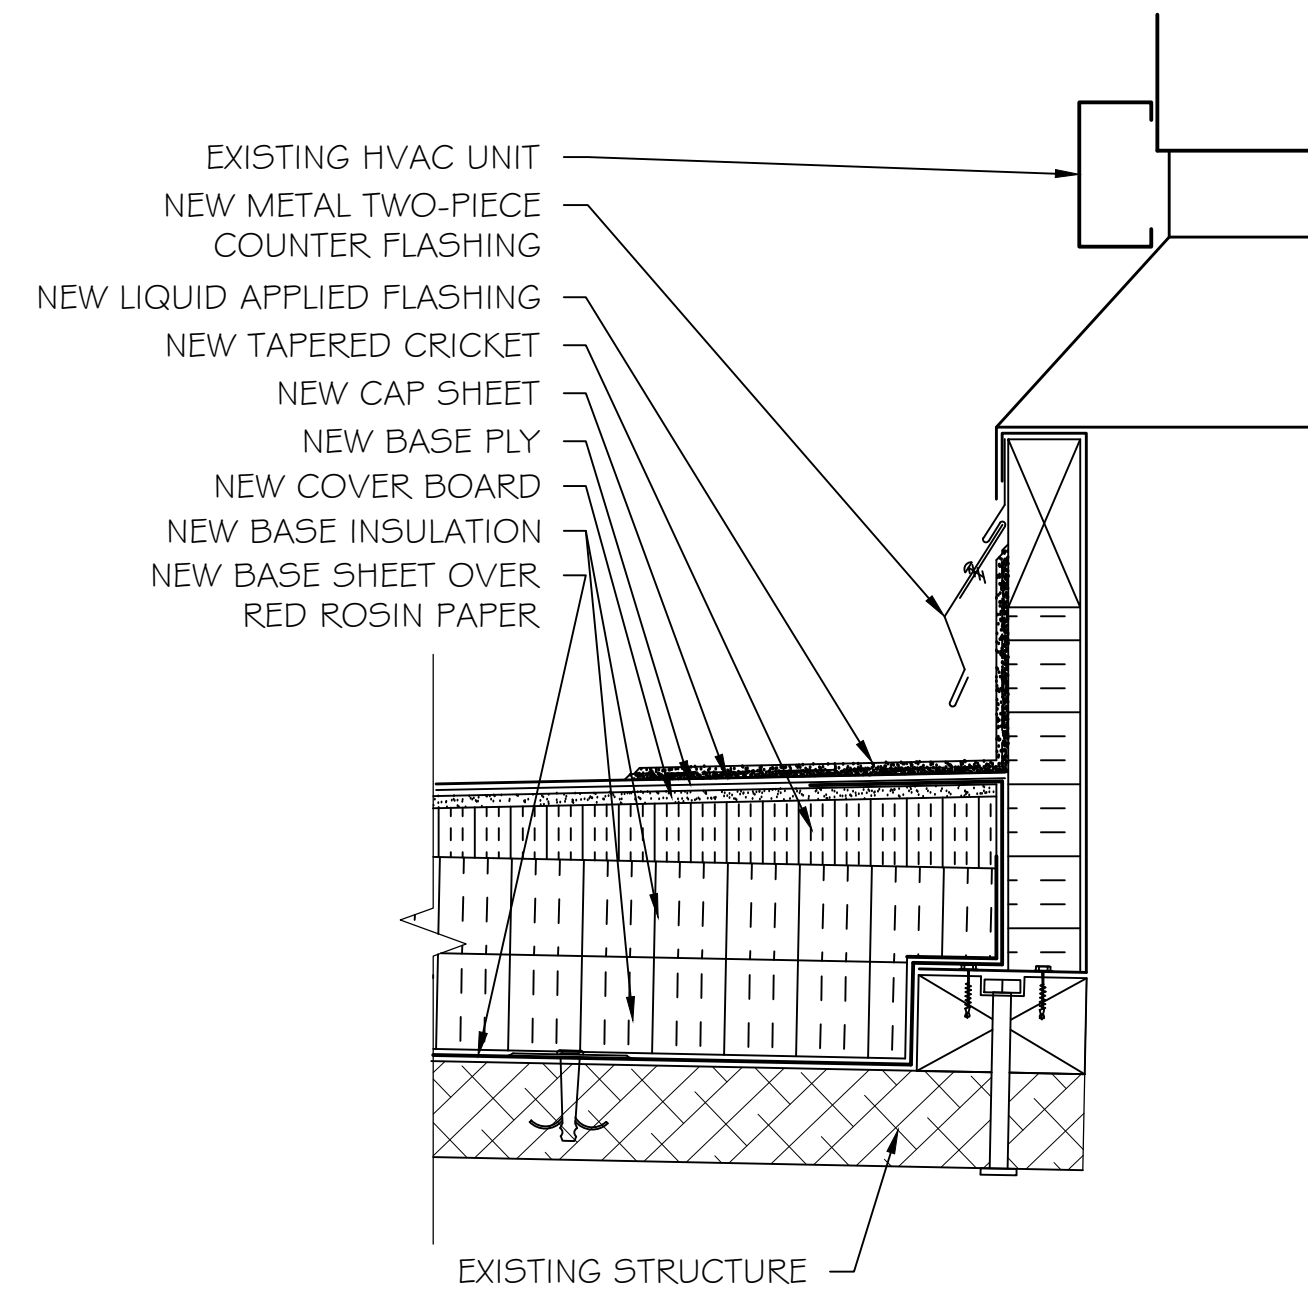 EXISTING HVAC UNIT
NEW METAL TWO-PIECE
COUNTER FLASHING
NEW LIQUID APPLIED FLASHING
NEW TAPERED CRICKET
NEW CAP SHEET
NEW BASE PLY
NEW COVER BOARD
NEW BASE INSULATION
NEW BASE SHEET OVER
RED ROSIN PAPER
EXISTING STRUCTURE